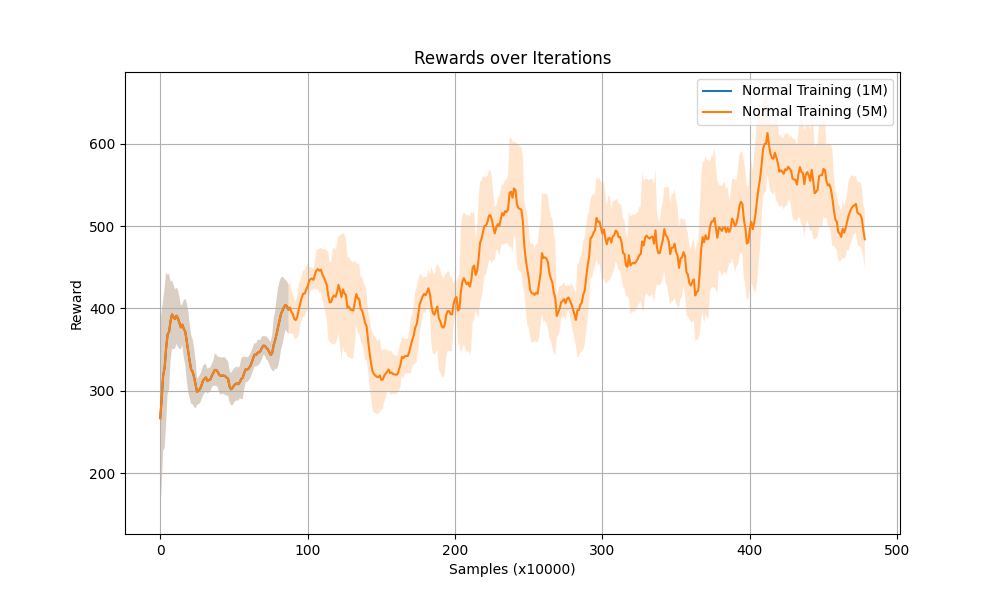 Rewards over Iterations
Normal Training (1M)
Normal Training (5M)
Reward
600
500
400
300
200
0 100 200 300 400 500
Samples (x10000)